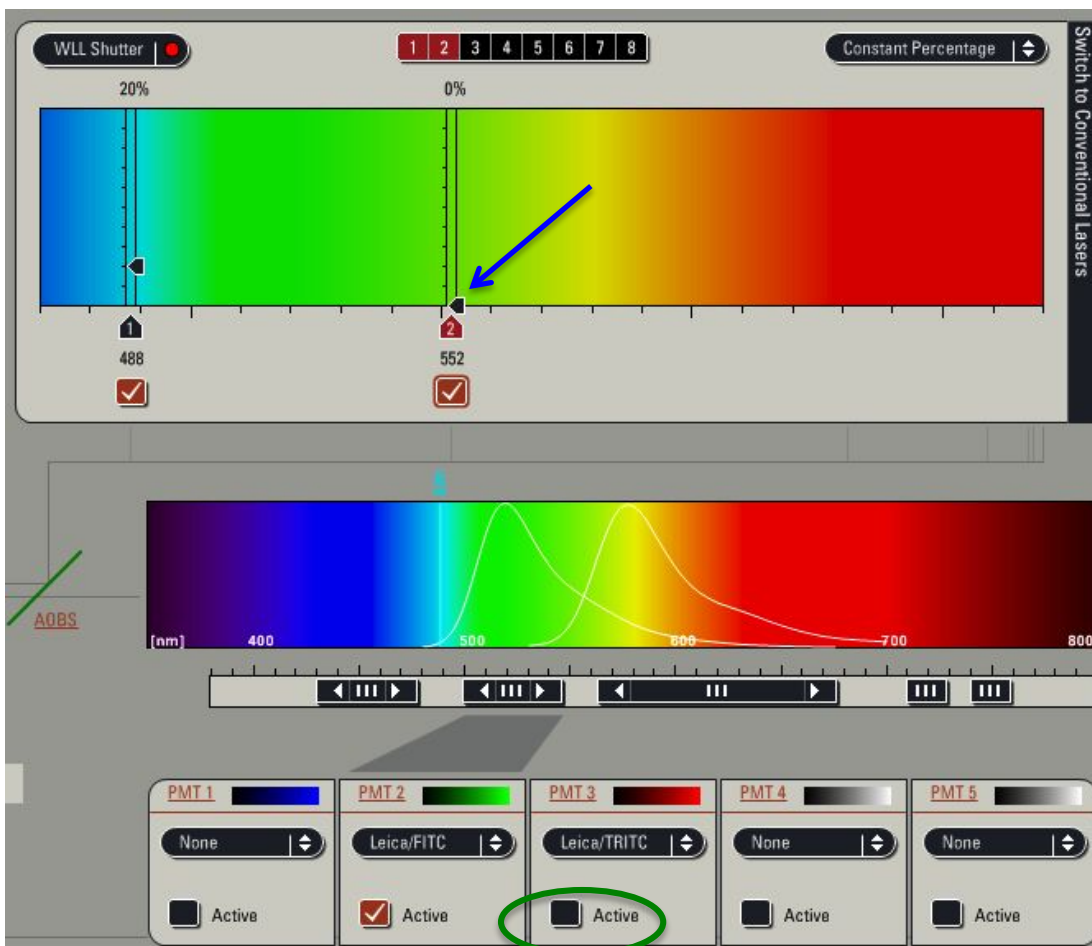 WLL Shutter
1 2 3 4 5 6 7 8
Constant Percentage
Switch to Conventional Lasers
20% 0%
1 2
488 552
AOBS
[nm] 400 500 600 700 800
PMT 1 PMT 2 PMT 3 PMT 4 PMT 5
None Leica/FITC Leica/TRITC None None
Active Active Active Active Active